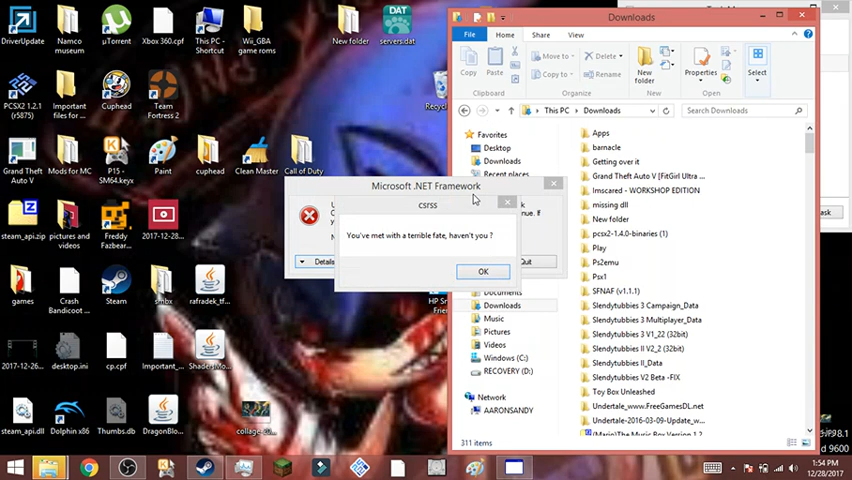 DriverUpdate
Namco museum
µTorrent
Xbox 360.cpf
This PC - Shortcut
Wii_GBA game roms
New folder
DAT
servers.dat
PCSX2 1.2.1 (r5875)
Important files
Cuphead
Team Fortress 2
Grand Theft Auto V
Mods for MC
P15 - SM64.keyx
Paint
cuphead
Clean Master
Call of Duty
steam_api.zip
pictures and
2017-12-28...
Freddy Fazbear...
games
Crash Bandicoot
Steam
smbx
rafradek_tf...
2017-12-26...
desktop.ini
cp.cpf
Important_...
ShadersMo...
steam_api.dll
Dolphin x86
Thumbs.db
DragonBlo...
Downloads
File
Home
Share
View
Copy
Paste
Move to
Copy to
Delete
Rename
New folder
Properties
Select
Clipboard
Organize
New
Open
This PC
Downloads
Search Downloads
Favorites
Desktop
Downloads
Recent places
Documents
Downloads
Music
Pictures
Videos
Windows (C:)
RECOVERY (D:)
Network
AARONSANDY
Apps
barnacle
Getting over it
Grand Theft Auto V [FitGirl Ultra ...
Imscared - WORKSHOP EDITION
missing dll
New folder
pcsx2-1.4.0-binaries (1)
Play
Ps2emu
Psx1
SFNAF (v1.1.1)
Slendytubbies 3 Campaign_Data
Slendytubbies 3 Multiplayer_Data
Slendytubbies 3 V1_22 (32bit)
Slendytubbies II V2_2 (32bit)
Slendytubbies II_Data
Slendytubbies V2 Beta -FIX
Toy Box Unleashed
Undertale_www.FreeGamesDL.net
Undertale-2016-03-09-Update_w...
311 items
Microsoft .NET Framework
csrss
You've met with a terrible fate, haven't you ?
OK
Details
Quit
9600
1:54 PM
12/28/2017